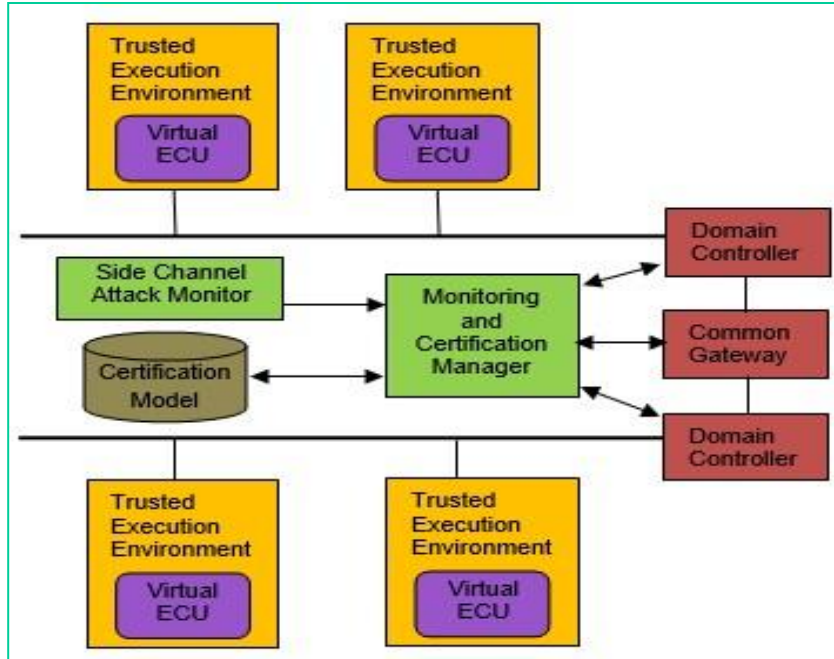 Trusted
Execution
Environment
Virtual
ECU
Trusted
Execution
Environment
Virtual
ECU
Domain
Controller
Side Channel
Attack Monitor
Monitoring
and
Certification
Manager
Common
Gateway
Certification
Model
Domain
Controller
Trusted
Execution
Environment
Virtual
ECU
Trusted
Execution
Environment
Virtual
ECU